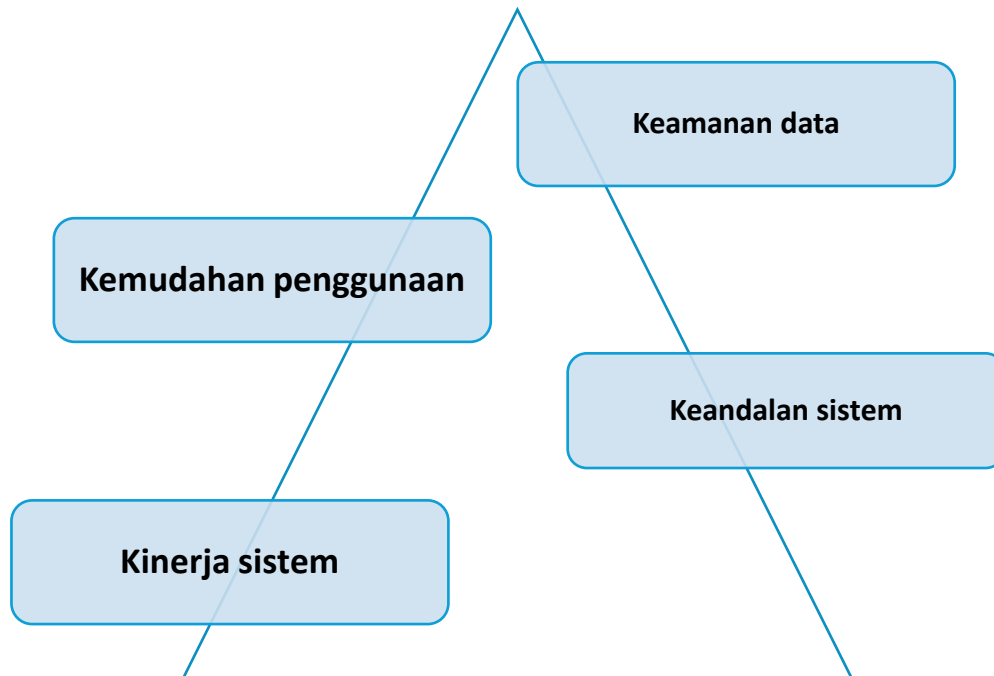 Keamanan data
Kemudahan penggunaan
Keandalan sistem
Kinerja sistem